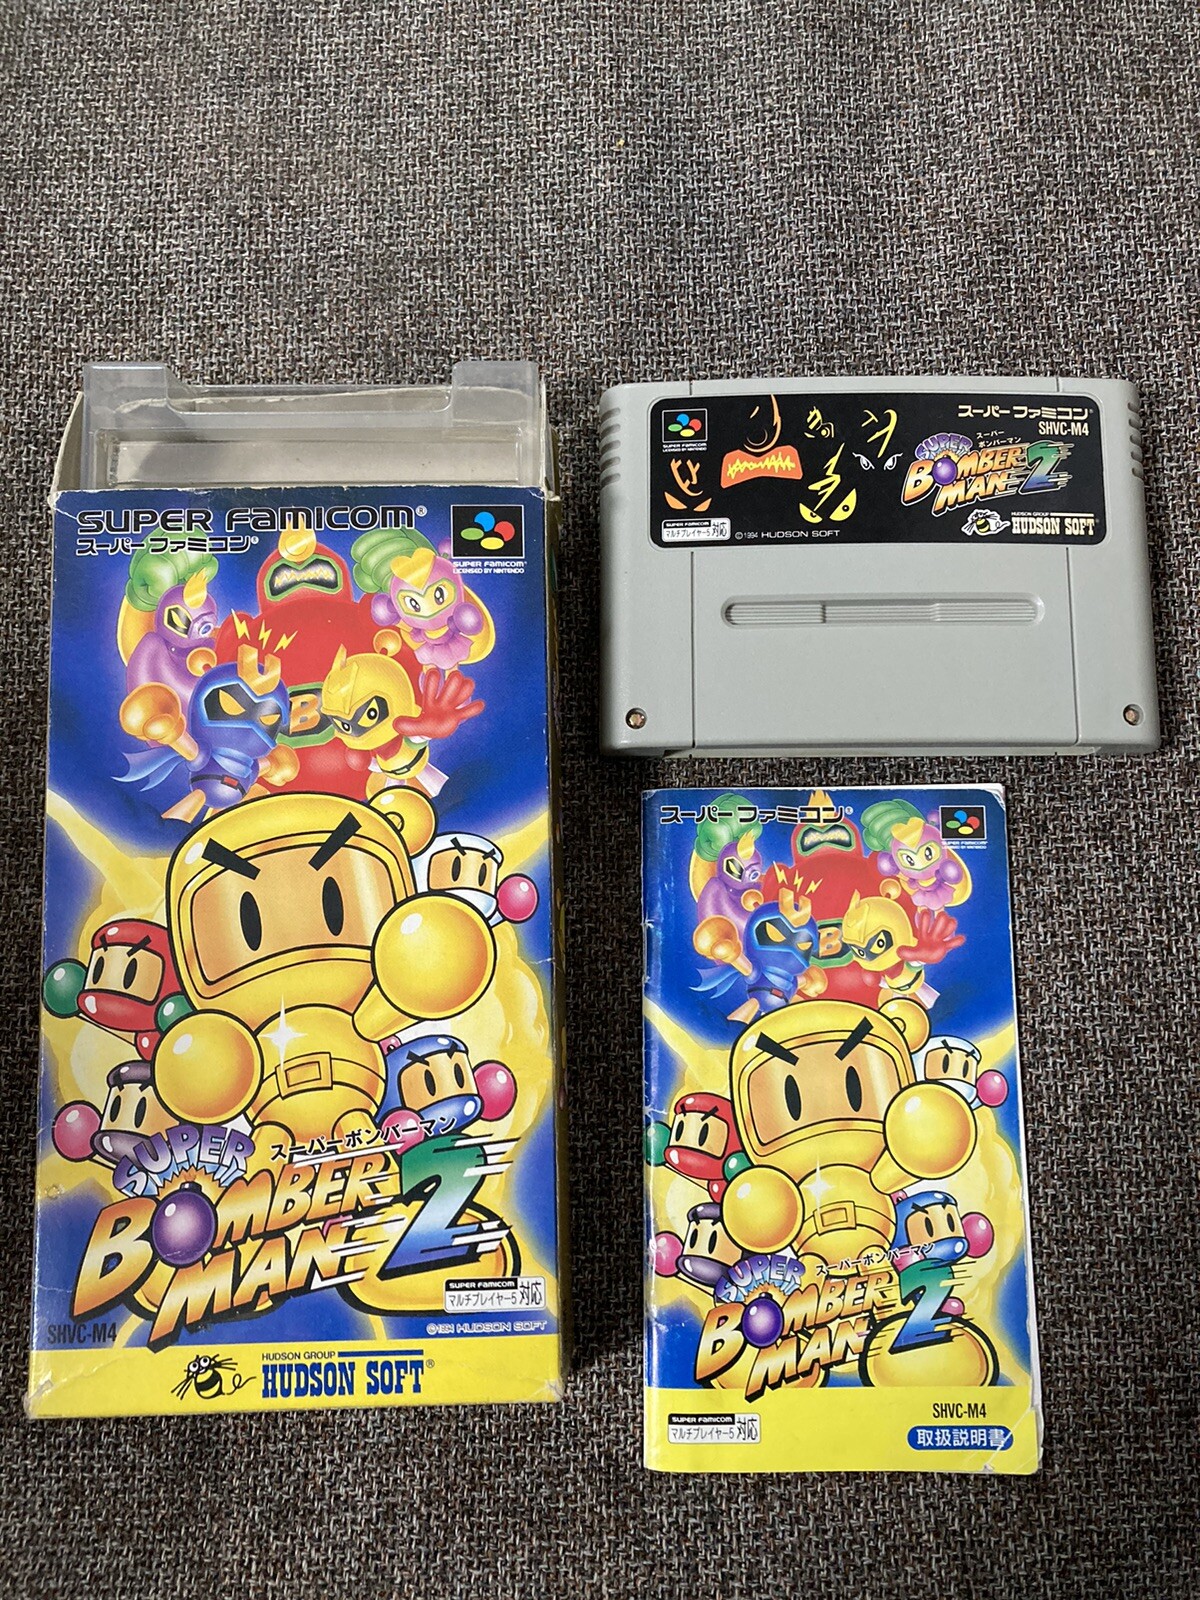 SUPER FAMICOM®
スーパーファミコン®
SUPER FAMICOM®
LICENSED BY NINTENDO
B
スーパーボンバーマン
SUPER
BOMBER
MAN 2
SUPER FAMICOM
マルチプレイヤー5対応
SHVC-M4
©1994 HUDSON SOFT
HUDSON GROUP
HUDSON SOFT®
スーパーファミコン®
SHVC-M4
SUPER FAMICOM
LICENSED BY NINTENDO
スーパー
ボンバーマン
SUPER
BOMBER
MAN 2
SUPER FAMICOM
マルチプレイヤー5対応
©1994 HUDSON SOFT
HUDSON GROUP
HUDSON SOFT®
スーパーファミコン®
SUPER FAMICOM®
LICENSED BY NINTENDO
B
スーパーボンバーマン
SUPER
BOMBER
MAN 2
SHVC-M4
SUPER FAMICOM
マルチプレイヤー5対応
取扱説明書